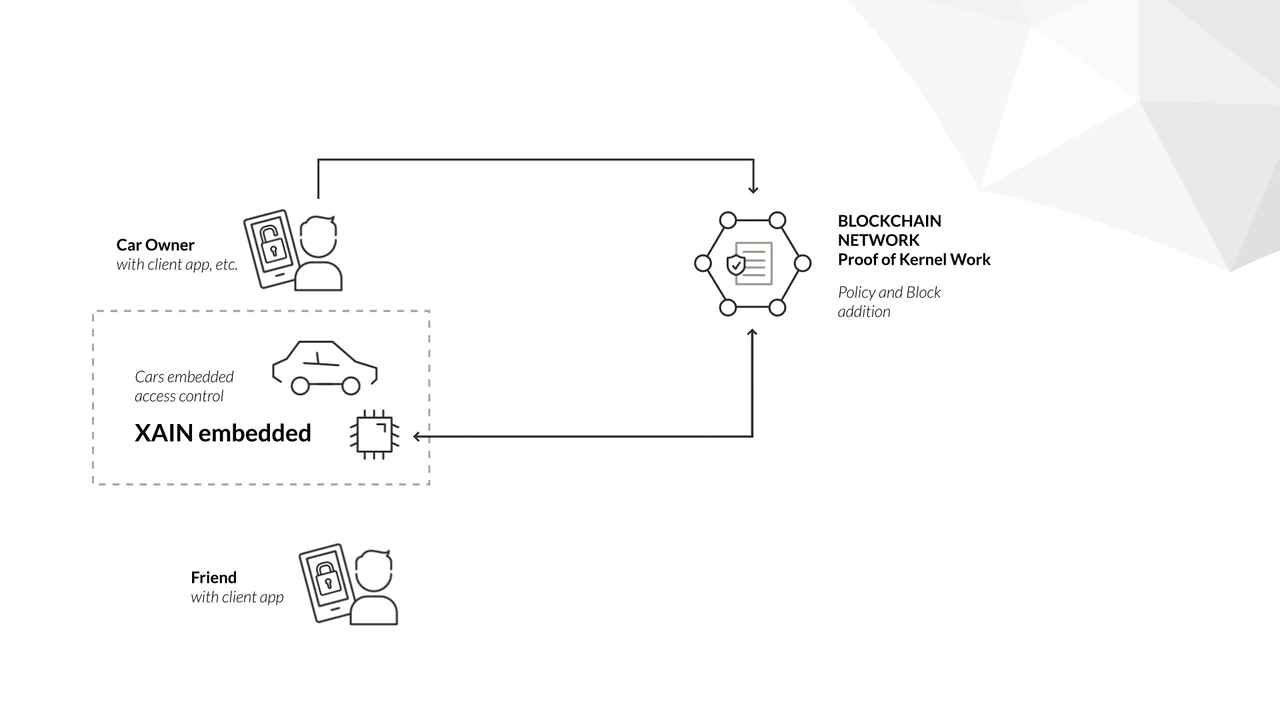 Car Owner
with client app, etc.
BLOCKCHAIN
NETWORK
Proof of Kernel Work
Policy and Block
addition
Cars embedded
access control
XAIN embedded
Friend
with client app